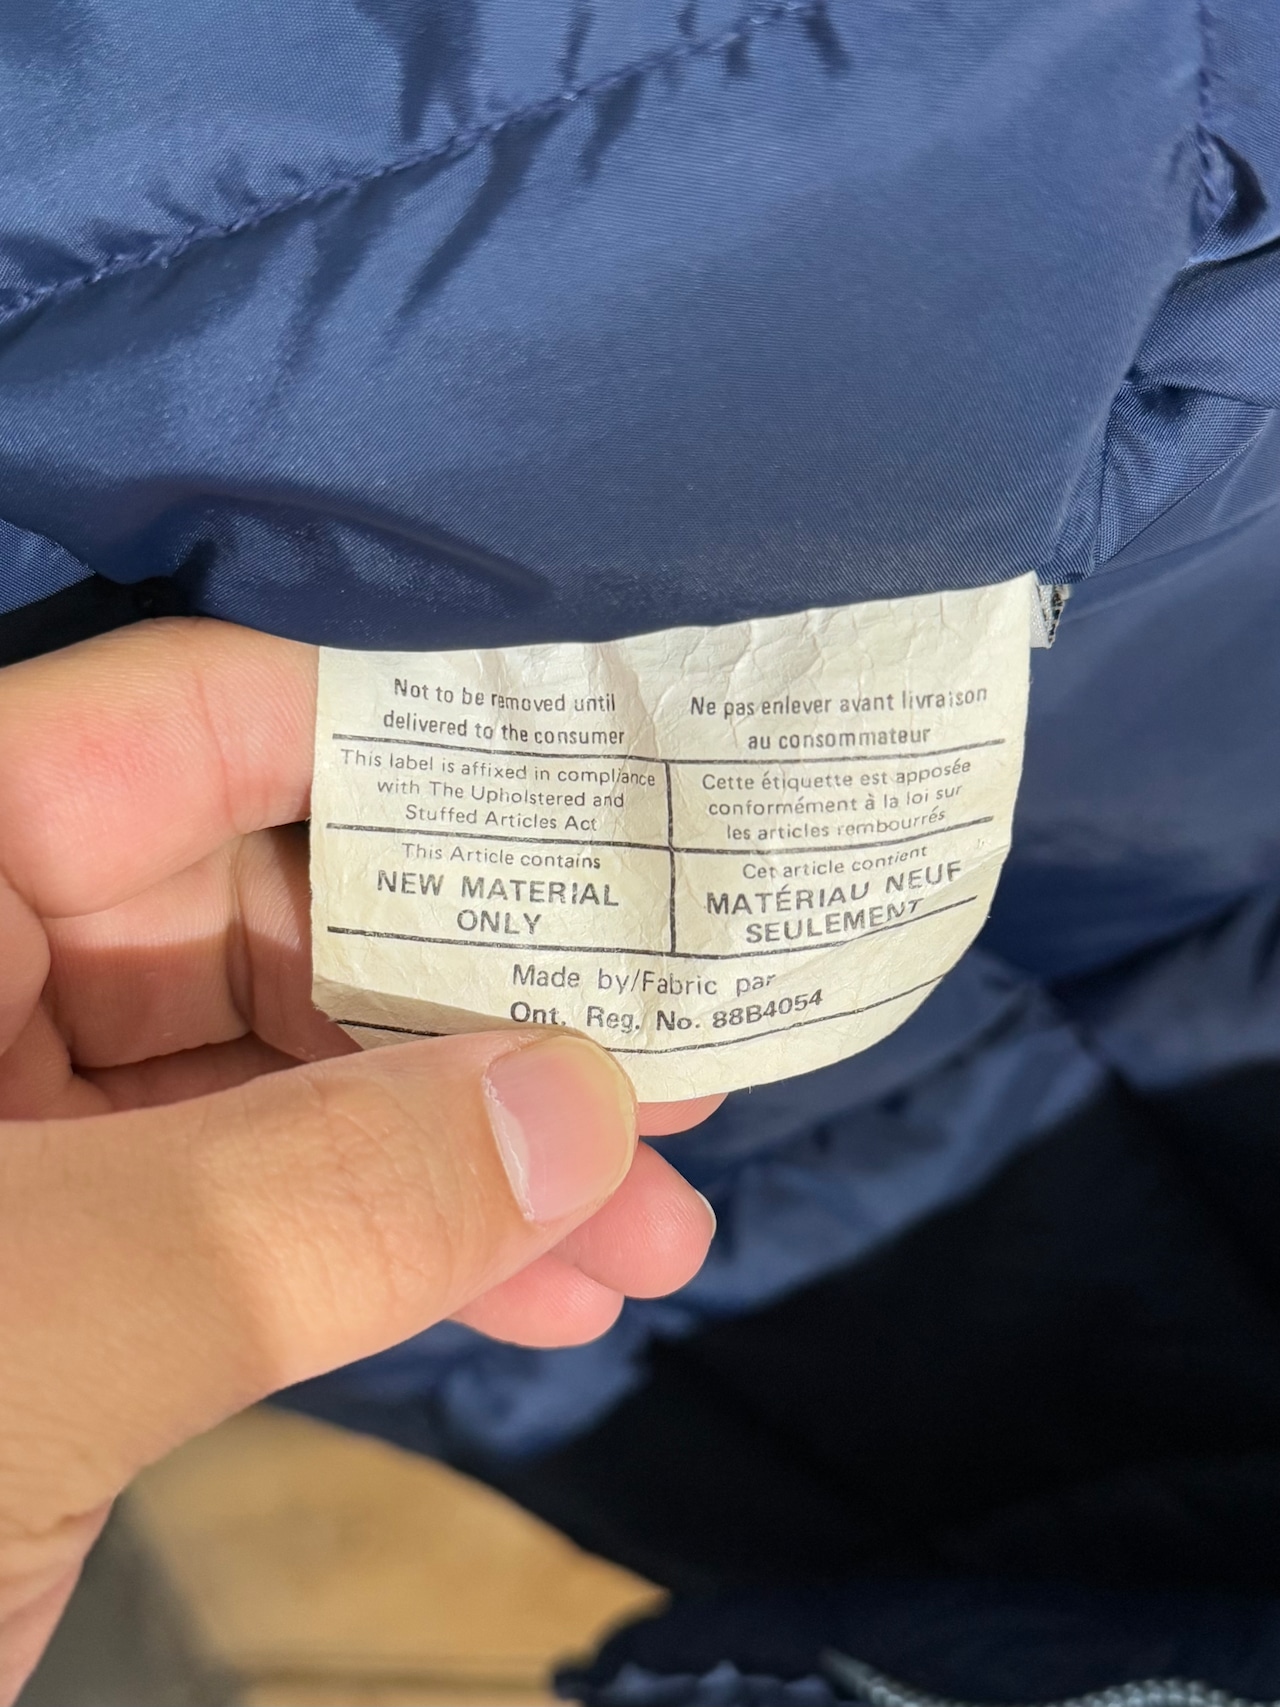 Not to be removed until
delivered to the consumer
Ne pas enlever avant livraison
au consommateur
This label is affixed in compliance
with The Upholstered and
Stuffed Articles Act
Cette étiquette est apposée
conformément à la loi sur
les articles rembourrés
This Article contains
NEW MATERIAL
ONLY
Cet article contient
MATÉRIAU NEUF
SEULEMENT
Made by/Fabric par
Ont. Reg. No. 88B4054